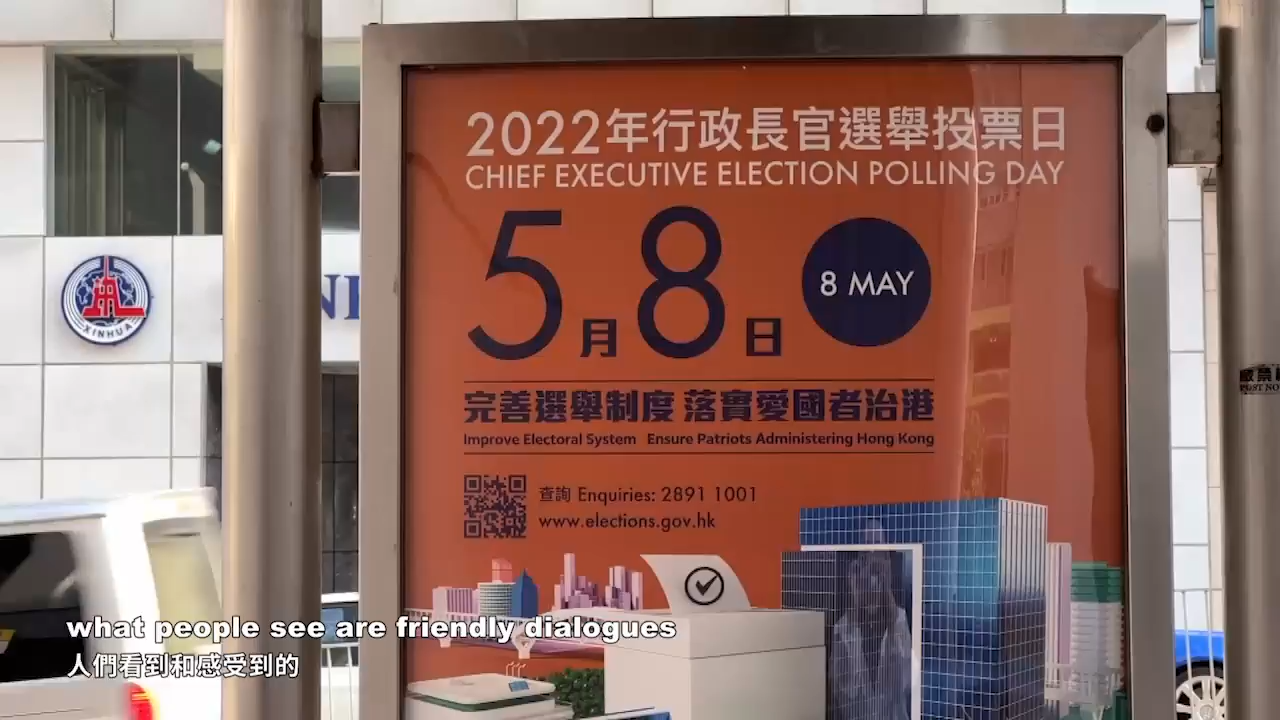 2022年行政長官選舉投票日
CHIEF EXECUTIVE ELECTION POLLING DAY
5月8日
8 MAY
XINHUA
完善選舉制度 落實愛國者治港
Improve Electoral System Ensure Patriots Administering Hong Kong
查詢 Enquiries: 2891 1001
www.elections.gov.hk
what people see are friendly dialogues
人們看到和感受到的